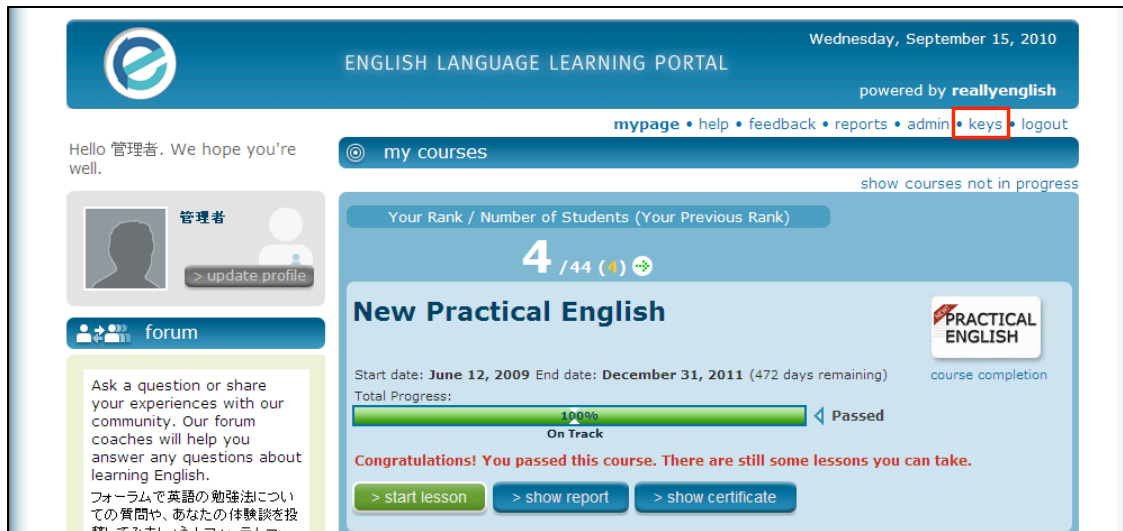 Wednesday, September 15, 2010
ENGLISH LANGUAGE LEARNING PORTAL
powered by reallyenglish
mypage • help • feedback • reports • admin • keys • logout
Hello 管理者. We hope you're
well.
my courses
show courses not in progress
管理者
> update profile
Your Rank / Number of Students (Your Previous Rank)
4 /44 (4)
New Practical English
NEW!
PRACTICAL
ENGLISH
course completion
Start date: June 12, 2009 End date: December 31, 2011 (472 days remaining)
Total Progress:
100%
Passed
On Track
Congratulations! You passed this course. There are still some lessons you can take.
> start lesson
> show report
> show certificate
forum
Ask a question or share
your experiences with our
community. Our forum
coaches will help you
answer any questions about
learning English.
フォーラムで英語の勉強法につい
ての質問や、あなたの体験談を投